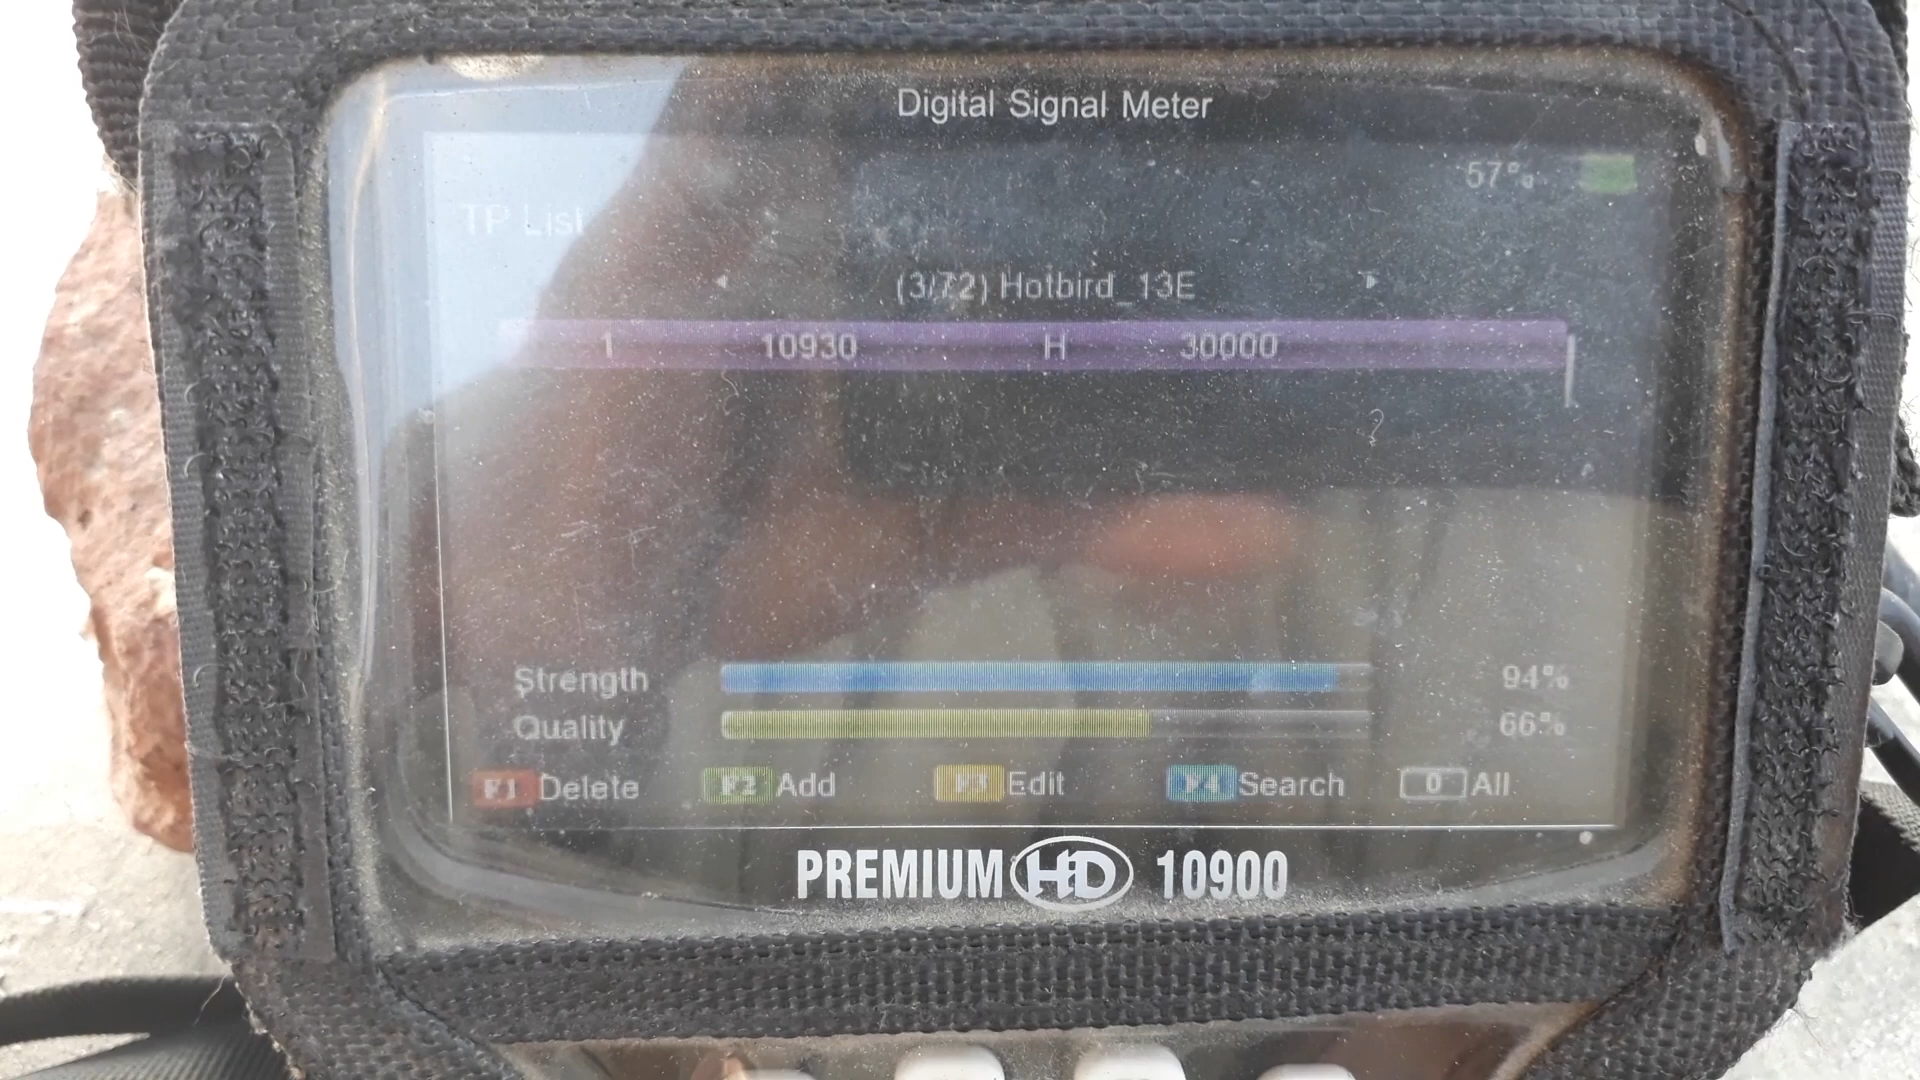 Digital Signal Meter
57%
TP List
(3/72) Hotbird_13E
1 10930 H 30000
Strength 94%
Quality 66%
F1 Delete F2 Add F3 Edit F4 Search 0 All
PREMIUM HD 10900